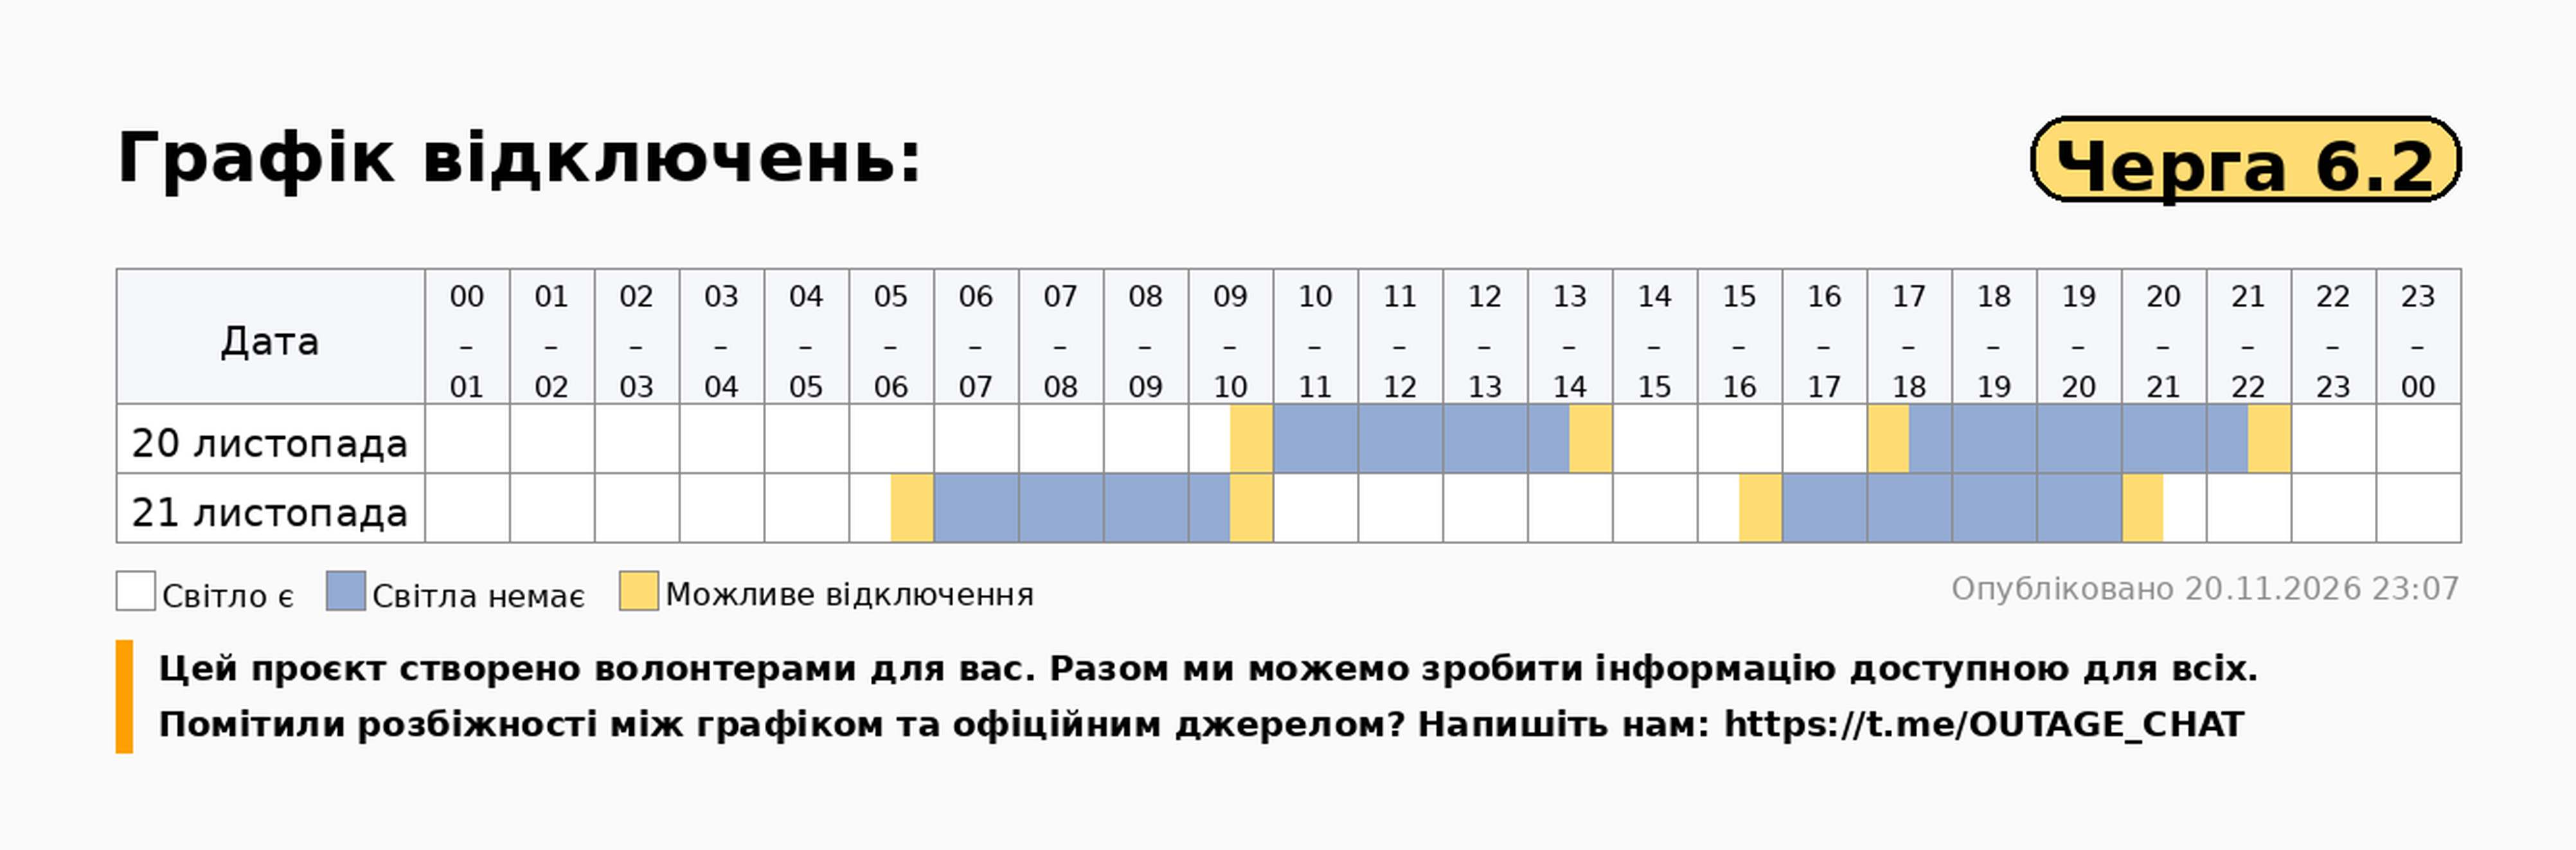 Графік відключень:
Черга 6.2
Дата 00 – 01 01 – 02 02 – 03 03 – 04 04 – 05 05 – 06 06 – 07 07 – 08 08 – 09 09 – 10 10 – 11 11 – 12 12 – 13 13 – 14 14 – 15 15 – 16 16 – 17 17 – 18 18 – 19 19 – 20 20 – 21 21 – 22 22 – 23 23 – 00
20 листопада
21 листопада
Світло є Світла немає Можливе відключення
Опубліковано 20.11.2026 23:07
Цей проєкт створено волонтерами для вас. Разом ми можемо зробити інформацію доступною для всіх.
Помітили розбіжності між графіком та офіційним джерелом? Напишіть нам: https://t.me/OUTAGE_CHAT